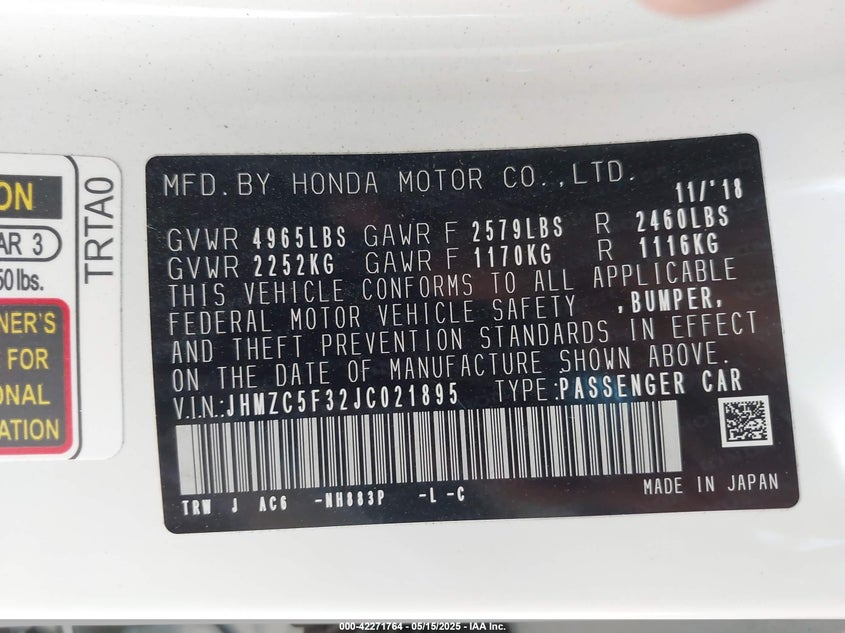 ON
AR 3
50 lbs.
NER'S
FOR
ONAL
ATION
TRTA0
MFD. BY HONDA MOTOR CO., LTD. 11/'18
GVWR 4965LBS GAWR F 2579LBS R 2460LBS
GVWR 2252KG GAWR F 1170KG R 1116KG
THIS VEHICLE CONFORMS TO ALL APPLICABLE
FEDERAL MOTOR VEHICLE SAFETY ,BUMPER,
AND THEFT PREVENTION STANDARDS IN EFFECT
ON THE DATE OF MANUFACTURE SHOWN ABOVE.
V.I.N.:JHMZC5F32JC021895 TYPE:PASSENGER CAR
TRW J AC6 -NH883P -L -C
MADE IN JAPAN
000-42271764 - 05/15/2025 - IAA Inc.